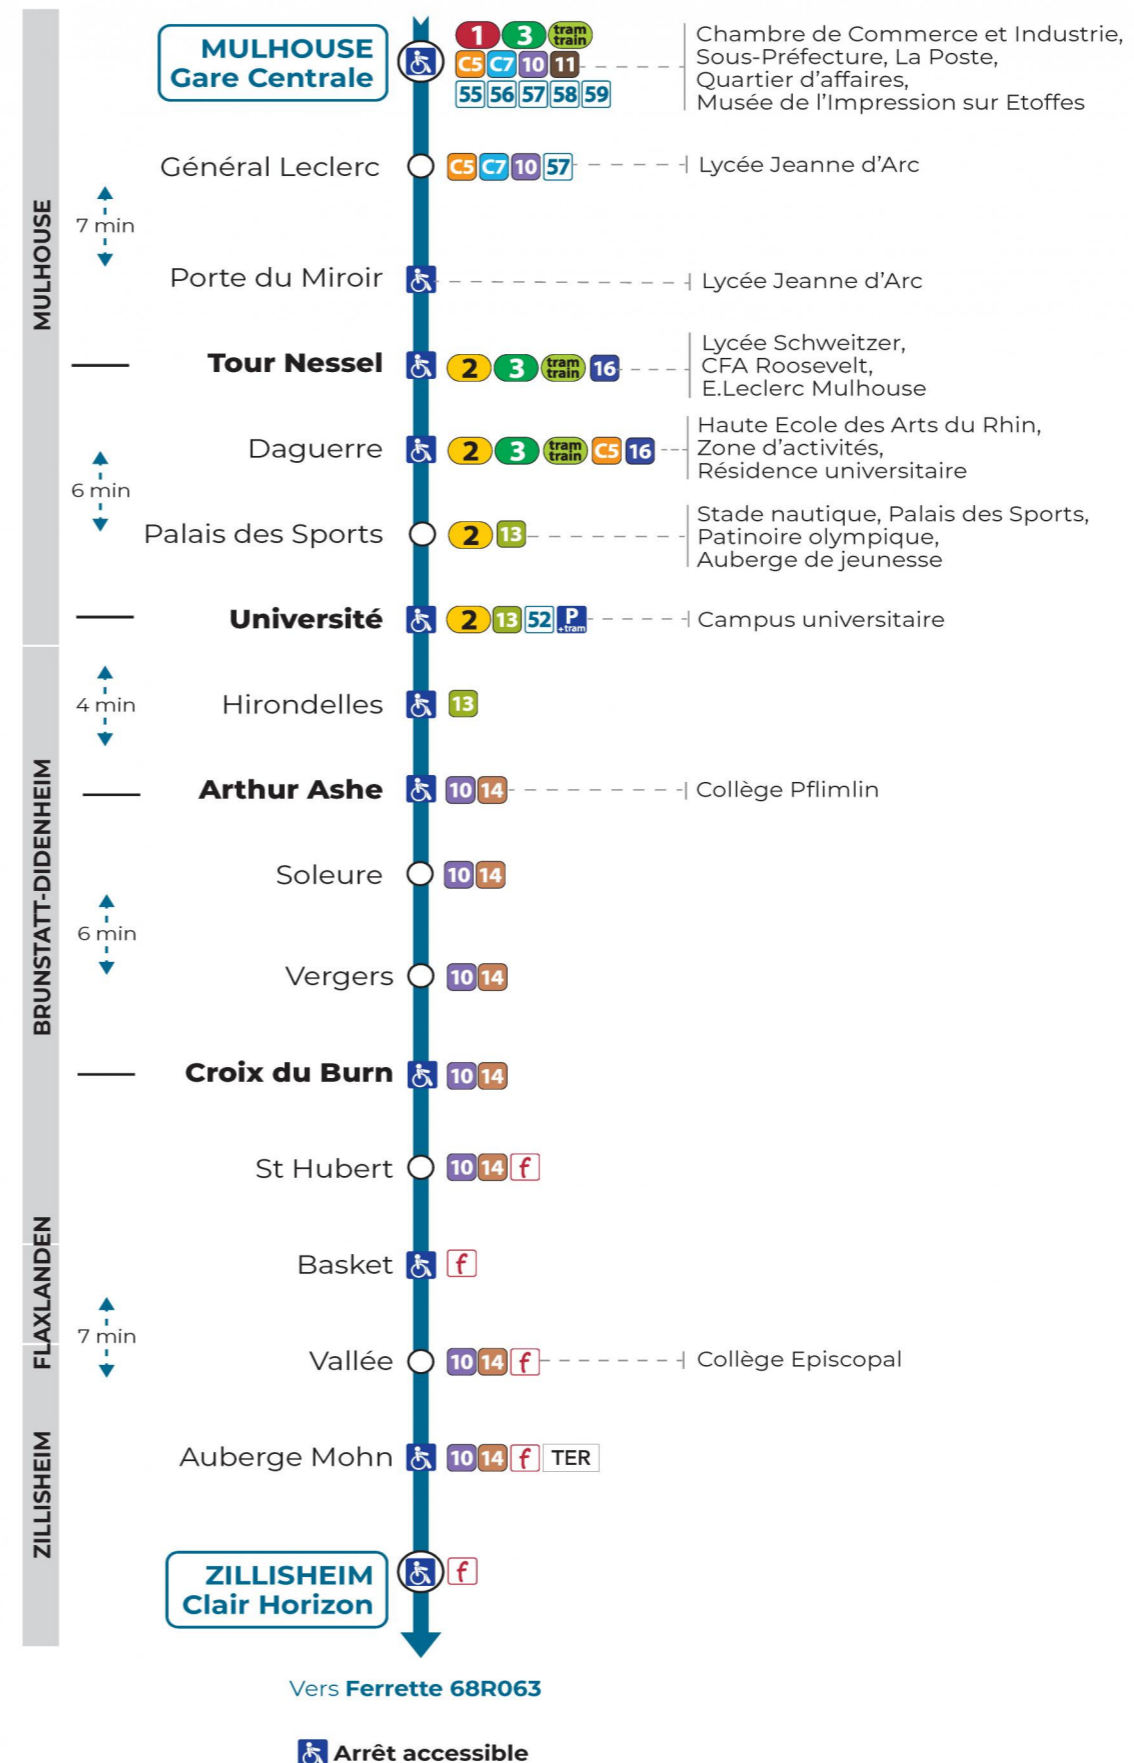 MULHOUSE
Gare Centrale
1 3 tram train
C5 C7 10 11
55 56 57 58 59
Chambre de Commerce et Industrie,
Sous-Préfecture, La Poste,
Quartier d'affaires,
Musée de l'Impression sur Etoffes
Général Leclerc
C5 C7 10 57
Lycée Jeanne d'Arc
MULHOUSE
7 min
Porte du Miroir
Lycée Jeanne d'Arc
Tour Nessel
2 3 tram train 16
Lycée Schweitzer,
CFA Roosevelt,
E.Leclerc Mulhouse
Daguerre
2 3 tram train C5 16
Haute Ecole des Arts du Rhin,
Zone d'activités,
Résidence universitaire
6 min
Palais des Sports
2 13
Stade nautique, Palais des Sports,
Patinoire olympique,
Auberge de jeunesse
Université
2 13 52 P +tram
Campus universitaire
BRUNSTATT-DIDENHEIM
4 min
Hirondelles
13
Arthur Ashe
10 14
Collège Pflimlin
Soleure
10 14
6 min
Vergers
10 14
Croix du Burn
10 14
St Hubert
10 14 f
FLAXLANDEN
Basket
f
7 min
Vallée
10 14 f
Collège Episcopal
ZILLISHEIM
Auberge Mohn
10 14 f TER
ZILLISHEIM
Clair Horizon
f
Vers Ferrette 68R063
Arrêt accessible